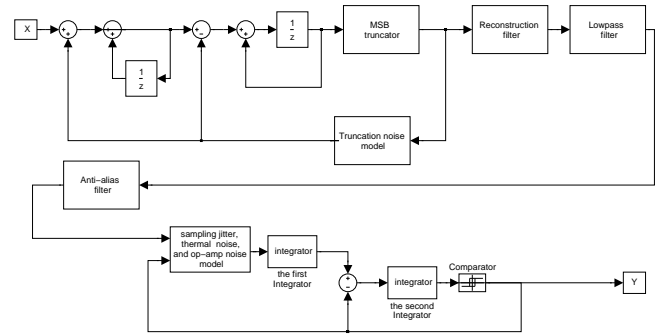 X
+
+
+
+
+
−
+
+
1
z
MSB
truncator
Reconstruction
filter
Lowpass
filter
1
z
Truncation noise
model
Anti−alias
filter
sampling jitter,
thermal noise,
and op−amp noise
model
integrator
the first
Integrator
+
−
integrator
the second
Integrator
Comparator
Y